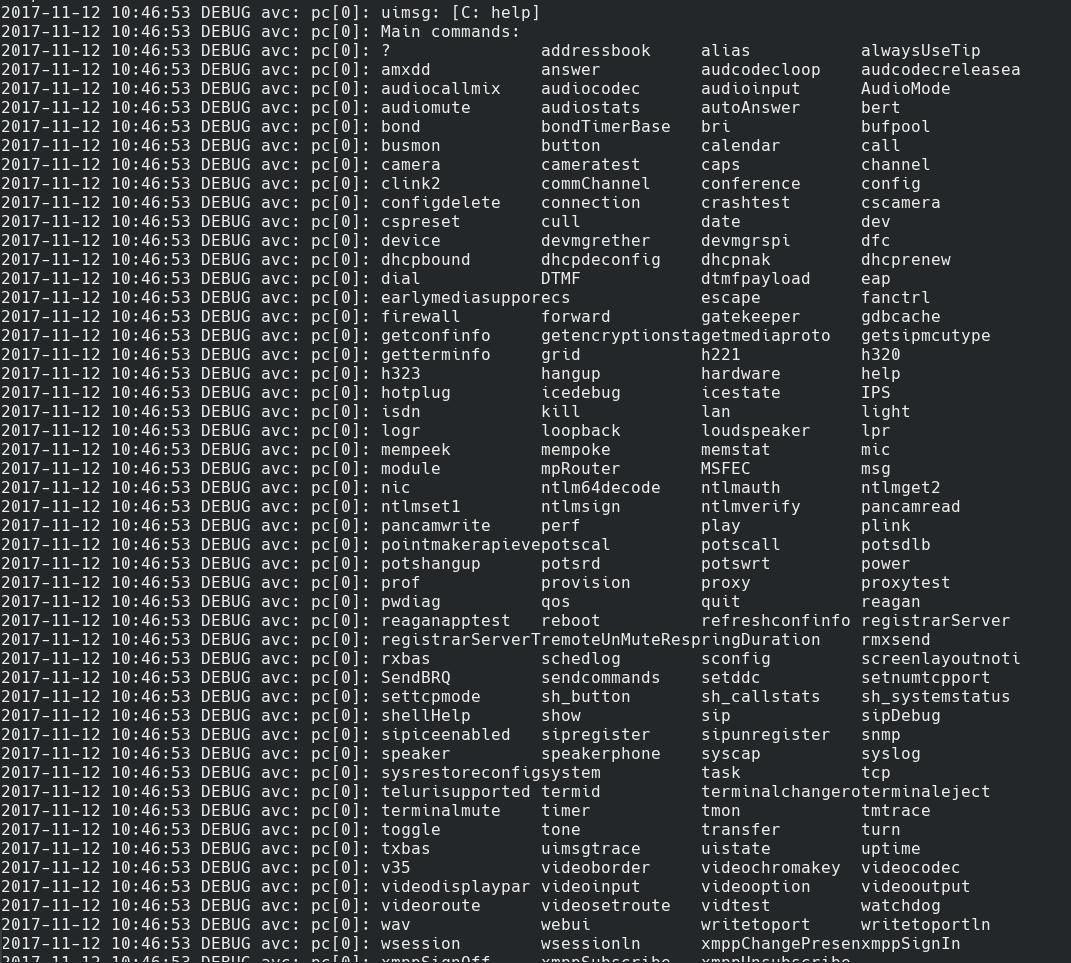 2017-11-12 10:46:53 DEBUG avc: pc[0]: uimsg: [C: help]
2017-11-12 10:46:53 DEBUG avc: pc[0]: Main commands:
2017-11-12 10:46:53 DEBUG avc: pc[0]: ?               addressbook     alias           alwaysUseTip
2017-11-12 10:46:53 DEBUG avc: pc[0]: amxdd           answer          audcodecloop    audcodecreleasea
2017-11-12 10:46:53 DEBUG avc: pc[0]: audiocallmix    audiocodec      audioinput      AudioMode
2017-11-12 10:46:53 DEBUG avc: pc[0]: audiomute       audiostats      autoAnswer      bert
2017-11-12 10:46:53 DEBUG avc: pc[0]: bond            bondTimerBase   bri             bufpool
2017-11-12 10:46:53 DEBUG avc: pc[0]: busmon          button          calendar        call
2017-11-12 10:46:53 DEBUG avc: pc[0]: camera          cameratest      caps            channel
2017-11-12 10:46:53 DEBUG avc: pc[0]: clink2          commChannel     conference      config
2017-11-12 10:46:53 DEBUG avc: pc[0]: configdelete    connection      crashtest       cscamera
2017-11-12 10:46:53 DEBUG avc: pc[0]: cspreset        cull            date            dev
2017-11-12 10:46:53 DEBUG avc: pc[0]: device          devmgrether     devmgrspi       dfc
2017-11-12 10:46:53 DEBUG avc: pc[0]: dhcpbound       dhcpdeconfig    dhcpnak         dhcprenew
2017-11-12 10:46:53 DEBUG avc: pc[0]: dial            DTMF            dtmfpayload     eap
2017-11-12 10:46:53 DEBUG avc: pc[0]: earlymediasupporecs             escape          fanctrl
2017-11-12 10:46:53 DEBUG avc: pc[0]: firewall        forward         gatekeeper      gdbcache
2017-11-12 10:46:53 DEBUG avc: pc[0]: getconfinfo     getencryptionstagetmediaproto   getsipmcutype
2017-11-12 10:46:53 DEBUG avc: pc[0]: getterminfo     grid            h221            h320
2017-11-12 10:46:53 DEBUG avc: pc[0]: h323            hangup          hardware        help
2017-11-12 10:46:53 DEBUG avc: pc[0]: hotplug         icedebug        icestate        IPS
2017-11-12 10:46:53 DEBUG avc: pc[0]: isdn            kill            lan             light
2017-11-12 10:46:53 DEBUG avc: pc[0]: logr            loopback        loudspeaker     lpr
2017-11-12 10:46:53 DEBUG avc: pc[0]: mempeek         mempoke         memstat         mic
2017-11-12 10:46:53 DEBUG avc: pc[0]: module          mpRouter        MSFEC           msg
2017-11-12 10:46:53 DEBUG avc: pc[0]: nic             ntlm64decode    ntlmauth        ntlmget2
2017-11-12 10:46:53 DEBUG avc: pc[0]: ntlmset1        ntlmsign        ntlmverify      pancamread
2017-11-12 10:46:53 DEBUG avc: pc[0]: pancamwrite     perf            play            plink
2017-11-12 10:46:53 DEBUG avc: pc[0]: pointmakerapievepotscal         potscall        potsdlb
2017-11-12 10:46:53 DEBUG avc: pc[0]: potshangup      potsrd          potswrt         power
2017-11-12 10:46:53 DEBUG avc: pc[0]: prof            provision       proxy           proxytest
2017-11-12 10:46:53 DEBUG avc: pc[0]: pwdiag          qos             quit            reagan
2017-11-12 10:46:53 DEBUG avc: pc[0]: reaganapptest   reboot          refreshconfinfo registrarServer
2017-11-12 10:46:53 DEBUG avc: pc[0]: registrarServerTremoteUnMuteRespringDuration    rmxsend
2017-11-12 10:46:53 DEBUG avc: pc[0]: rxbas           schedlog        sconfig         screenlayoutnoti
2017-11-12 10:46:53 DEBUG avc: pc[0]: SendBRQ         sendcommands    setddc          setnumtcpport
2017-11-12 10:46:53 DEBUG avc: pc[0]: settcpmode      sh_button       sh_callstats    sh_systemstatus
2017-11-12 10:46:53 DEBUG avc: pc[0]: shellHelp       show            sip             sipDebug
2017-11-12 10:46:53 DEBUG avc: pc[0]: sipiceenabled   sipregister     sipunregister   snmp
2017-11-12 10:46:53 DEBUG avc: pc[0]: speaker         speakerphone    syscap          syslog
2017-11-12 10:46:53 DEBUG avc: pc[0]: sysrestoreconfigsystem          task            tcp
2017-11-12 10:46:53 DEBUG avc: pc[0]: telurisupported termid          terminalchangeroterminaleject
2017-11-12 10:46:53 DEBUG avc: pc[0]: terminalmute    timer           tmon            tmtrace
2017-11-12 10:46:53 DEBUG avc: pc[0]: toggle          tone            transfer        turn
2017-11-12 10:46:53 DEBUG avc: pc[0]: txbas           uimsgtrace      uistate         uptime
2017-11-12 10:46:53 DEBUG avc: pc[0]: v35             videoborder     videochromakey  videocodec
2017-11-12 10:46:53 DEBUG avc: pc[0]: videodisplaypar videoinput      videooption     videooutput
2017-11-12 10:46:53 DEBUG avc: pc[0]: videoroute      videosetroute   vidtest         watchdog
2017-11-12 10:46:53 DEBUG avc: pc[0]: wav             webui           writetoport     writetoportln
2017-11-12 10:46:53 DEBUG avc: pc[0]: wsession        wsessionln      xmppChangePresenxmppSignIn
2017-11-12 10:46:53 DEBUG avc: pc[0]: xmppSignOff     xmppSubscribe   xmppUnsubscribe